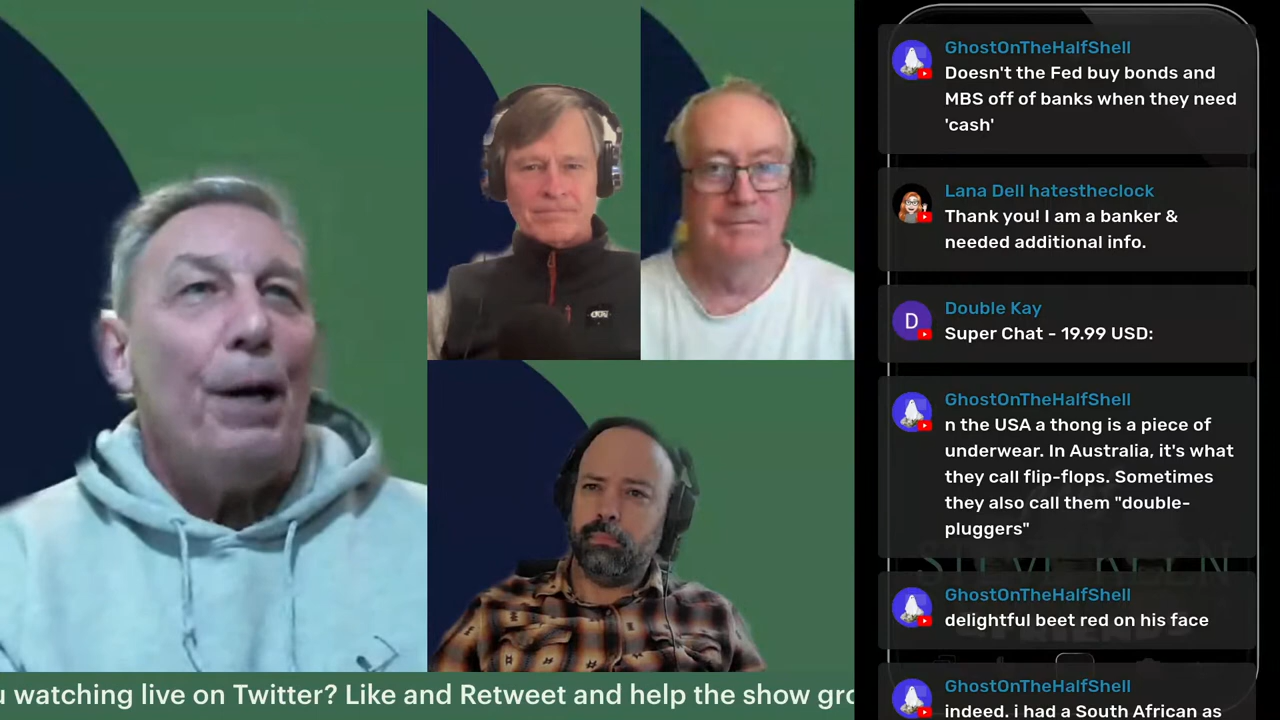 GhostOnTheHalfShell
Doesn't the Fed buy bonds and
MBS off of banks when they need
'cash'
Lana Dell hatestheclock
Thank you! I am a banker &
needed additional info.
D
Double Kay
Super Chat - 19.99 USD:
GhostOnTheHalfShell
n the USA a thong is a piece of
underwear. In Australia, it's what
they call flip-flops. Sometimes
they also call them "double-
pluggers"
STEVE KEEN
GhostOnTheHalfShell
delightful beet red on his face
GhostOnTheHalfShell
indeed. i had a South African as
u watching live on Twitter? Like and Retweet and help the show gro